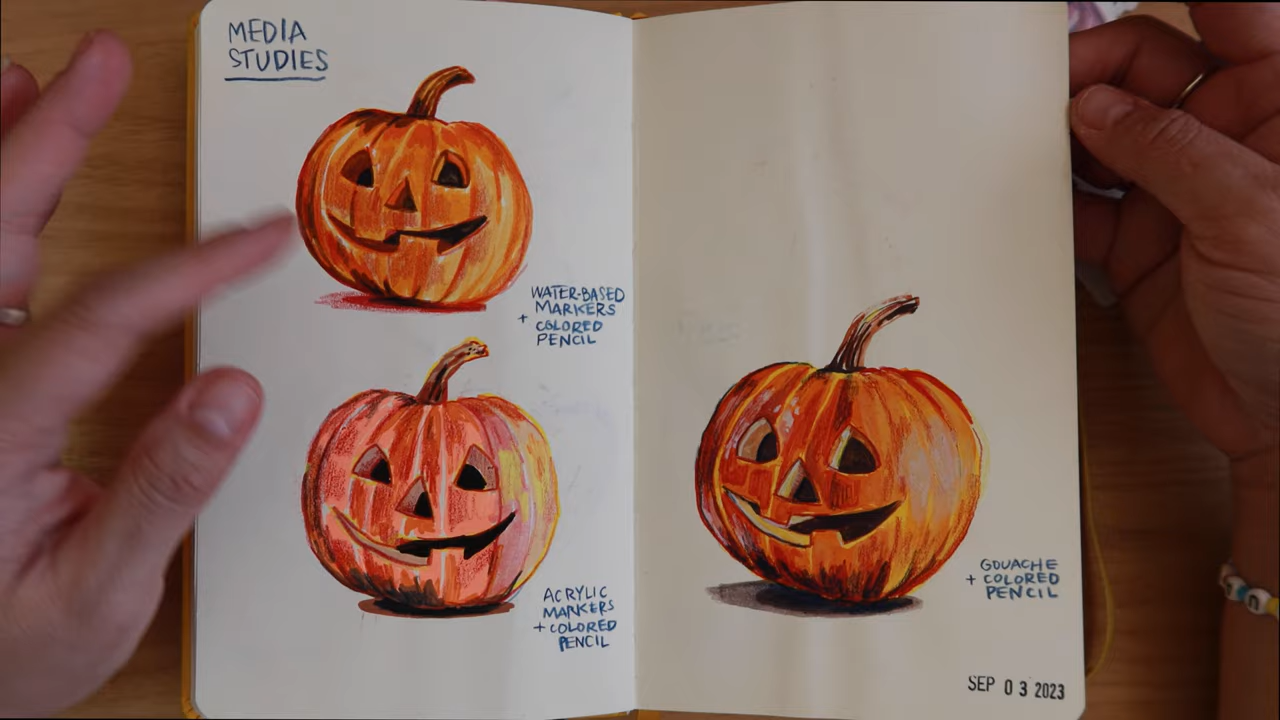 MEDIA
STUDIES
WATER-BASED
MARKERS
+ COLORED
PENCIL
ACRYLIC
MARKERS
+ COLORED
PENCIL
GOUACHE
+ COLORED
PENCIL
SEP 03 2023